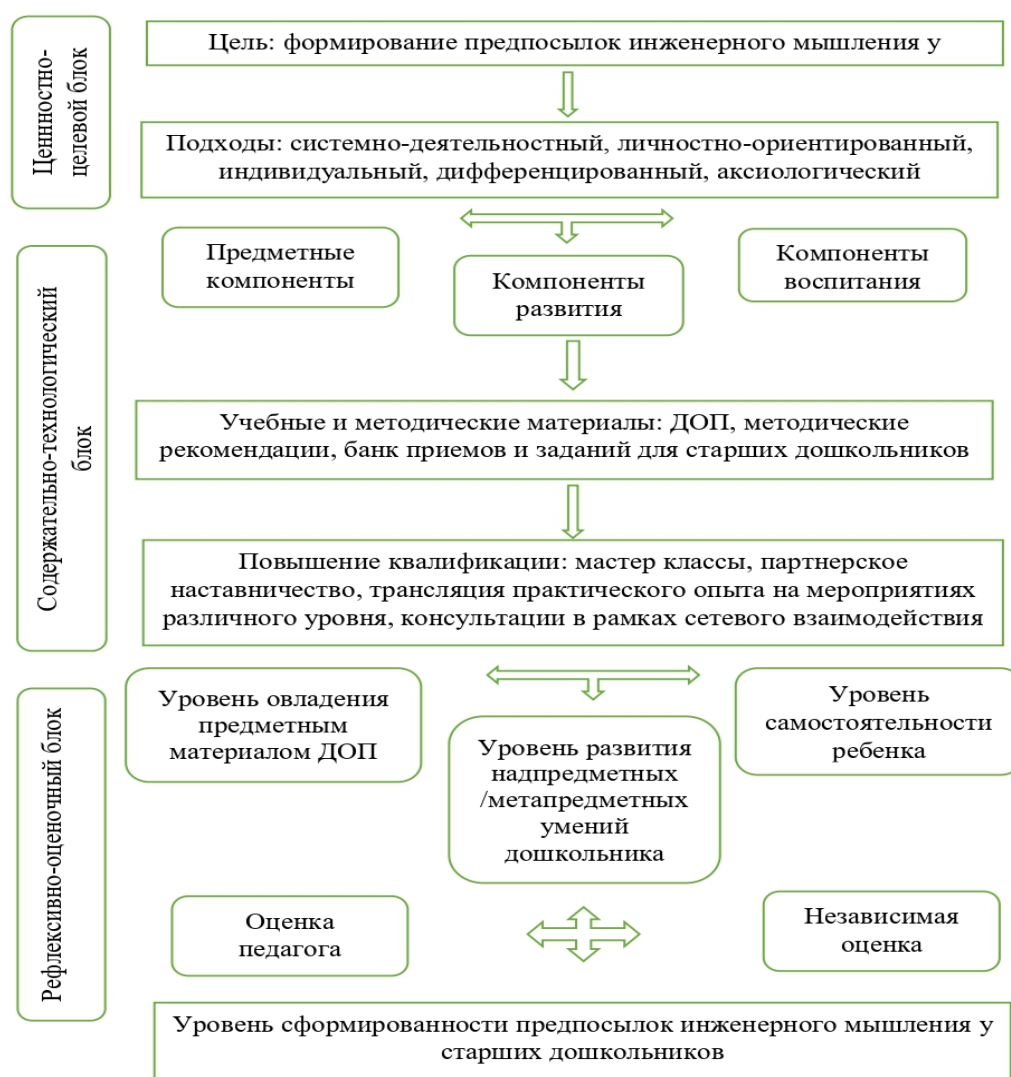 Ценнностно-
целевой блок
Цель: формирование предпосылок инженерного мышления у
Подходы: системно-деятельностный, личностно-ориентированный,
индивидуальный, дифференцированный, аксиологический
Содержательно-технологический
блок
Предметные
компоненты
Компоненты
развития
Компоненты
воспитания
Учебные и методические материалы: ДОП, методические
рекомендации, банк приемов и заданий для старших дошкольников
Повышение квалификации: мастер классы, партнерское
наставничество, трансляция практического опыта на мероприятиях
различного уровня, консультации в рамках сетевого взаимодействия
Рефлексивно-оценочный блок
Уровень овладения
предметным
материалом ДОП
Уровень развития
надпредметных
/метапредметных
умений
дошкольника
Уровень
самостоятельности
ребенка
Оценка
педагога
Независимая
оценка
Уровень сформированности предпосылок инженерного мышления у
старших дошкольников